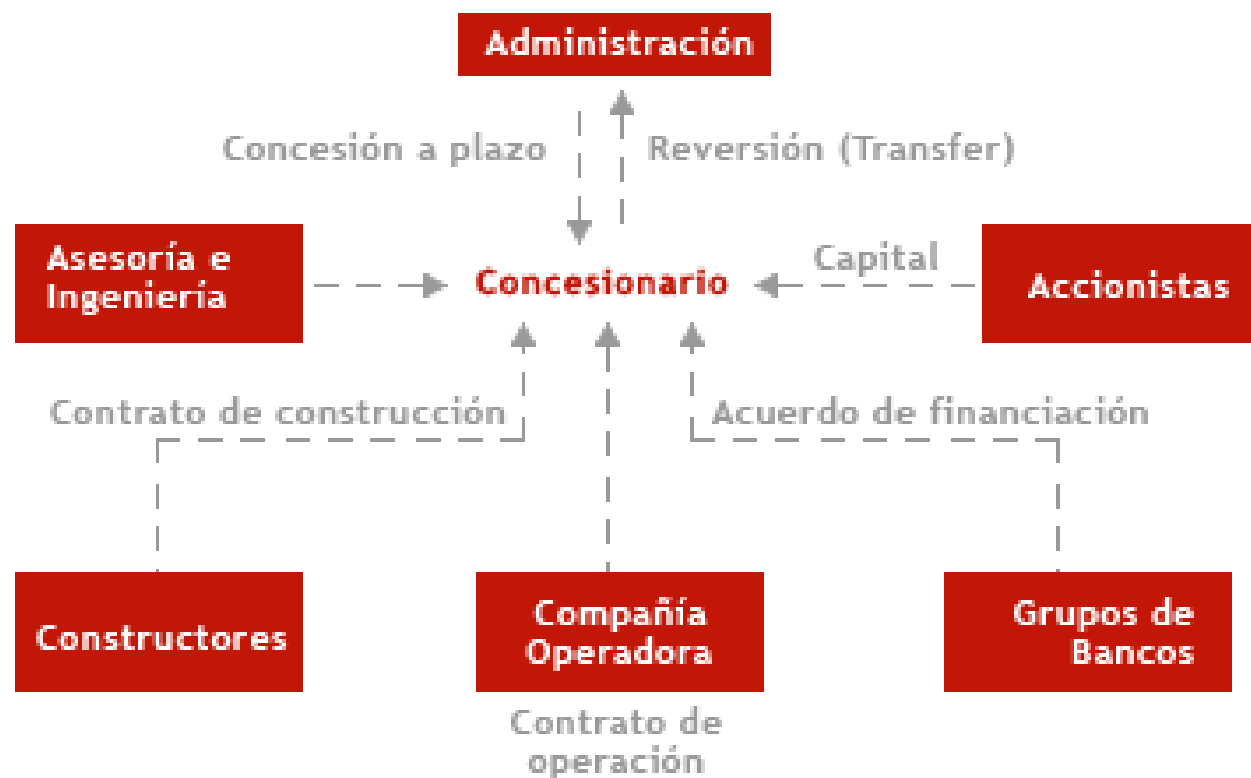 Administración
Concesión a plazo
Reversión (Transfer)
Asesoría e
Ingeniería
Concesionario
Capital
Accionistas
Contrato de construcción
Acuerdo de financiación
Constructores
Compañía
Operadora
Grupos de
Bancos
Contrato de
operación